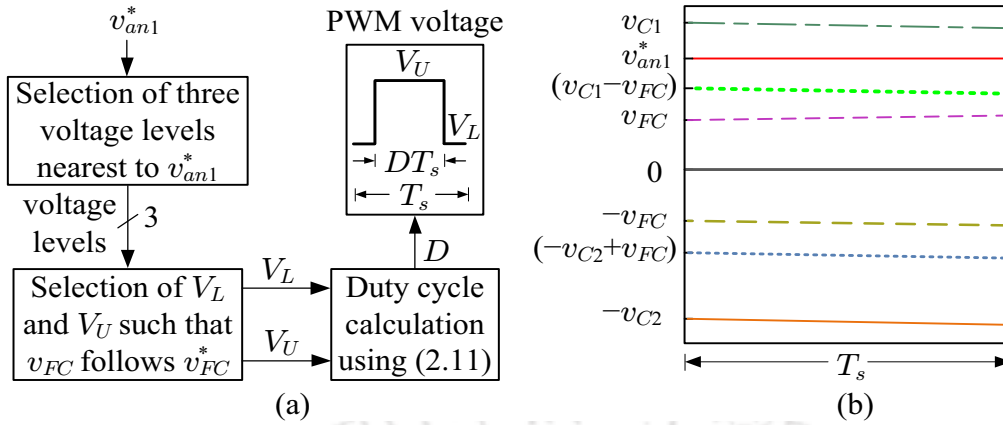 v*an1
Selection of three
voltage levels
nearest to v*an1
voltage
levels
3
Selection of VL
and VU such that
vFC follows v*FC
VL
VU
Duty cycle
calculation
using (2.11)
D
PWM voltage
VU
VL
DTs
Ts
(a)
vC1
v*an1
(vC1−vFC)
vFC
0
−vFC
(−vC2+vFC)
−vC2
Ts
(b)